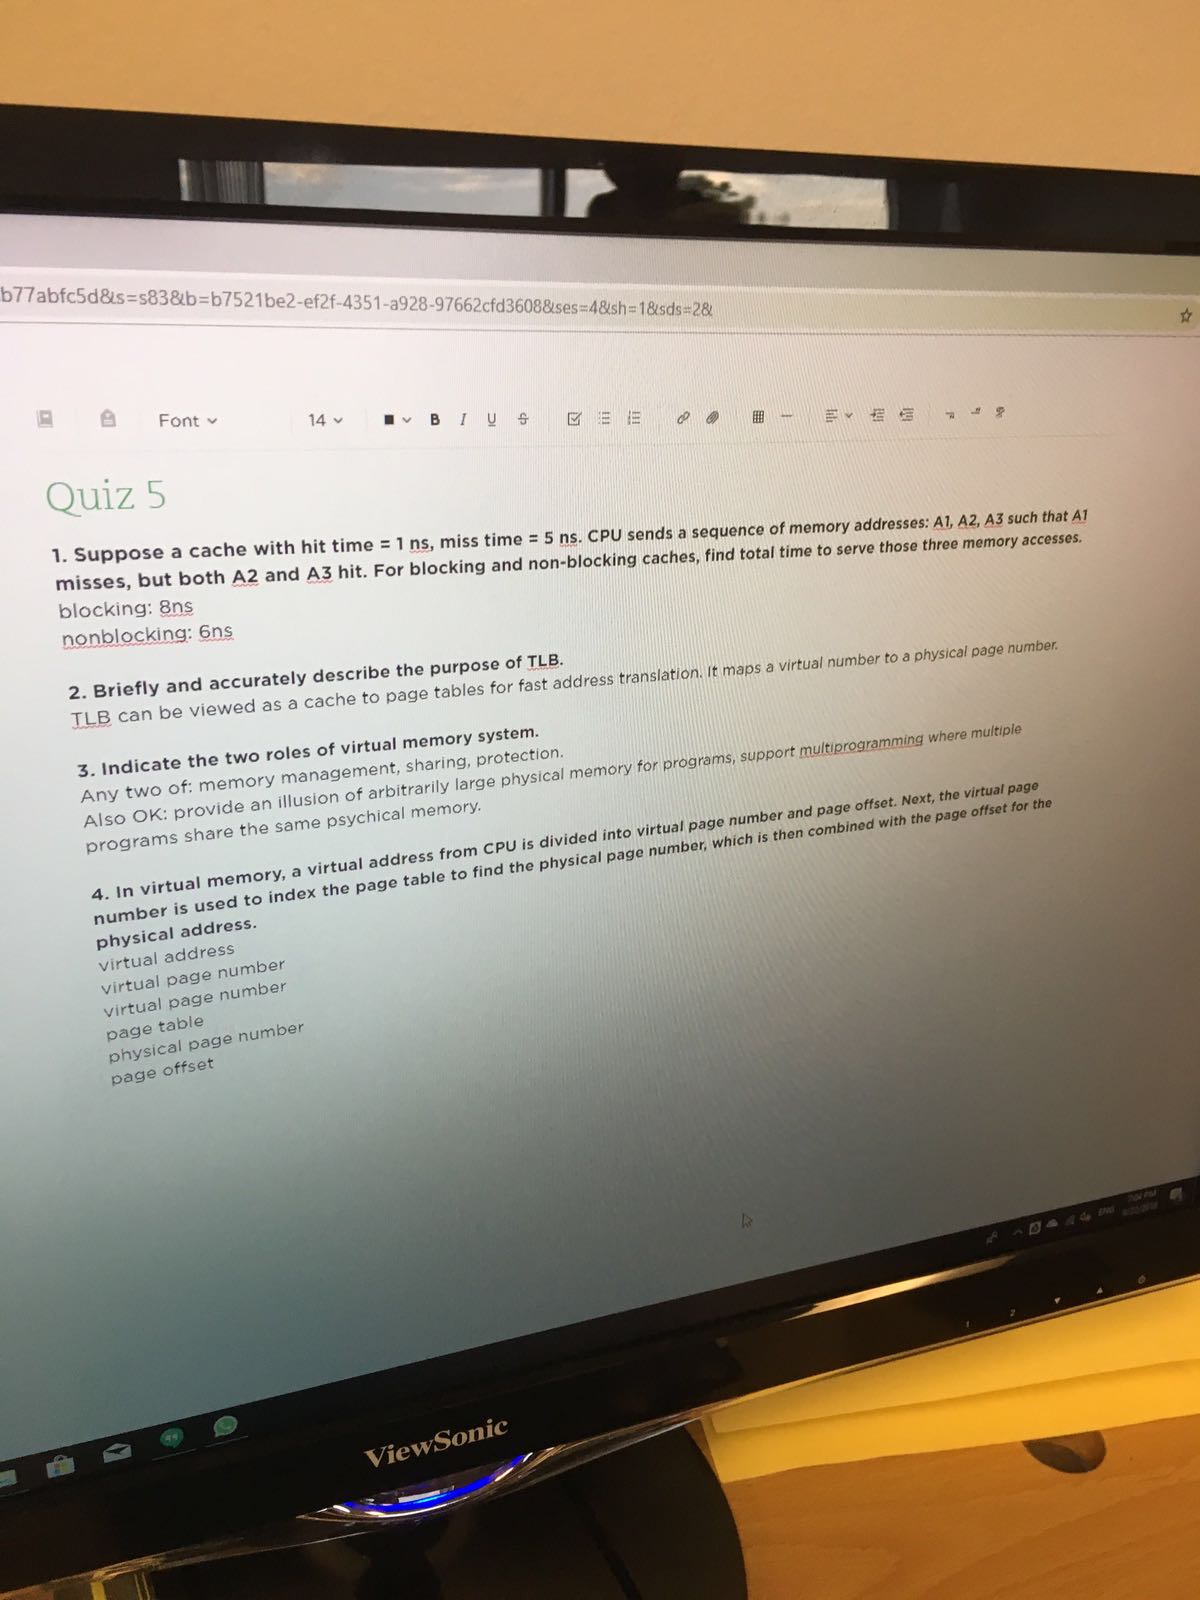 b77abfc5d&s=s83&b=b7521be2-ef2f-4351-a928-97662cfd3608&ses=4&sh=1&sds=2&
Font 14 B I U S
Quiz 5
1. Suppose a cache with hit time = 1 ns, miss time = 5 ns. CPU sends a sequence of memory addresses: A1, A2, A3 such that A1
misses, but both A2 and A3 hit. For blocking and non-blocking caches, find total time to serve those three memory accesses.
blocking: 8ns
nonblocking: 6ns
2. Briefly and accurately describe the purpose of TLB.
TLB can be viewed as a cache to page tables for fast address translation. It maps a virtual number to a physical page number.
3. Indicate the two roles of virtual memory system.
Any two of: memory management, sharing, protection.
Also OK: provide an illusion of arbitrarily large physical memory for programs, support multiprogramming where multiple
programs share the same psychical memory.
4. In virtual memory, a virtual address from CPU is divided into virtual page number and page offset. Next, the virtual page
number is used to index the page table to find the physical page number, which is then combined with the page offset for the
physical address.
virtual address
virtual page number
virtual page number
page table
physical page number
page offset
ENG
7:04 PM
1 2
ViewSonic